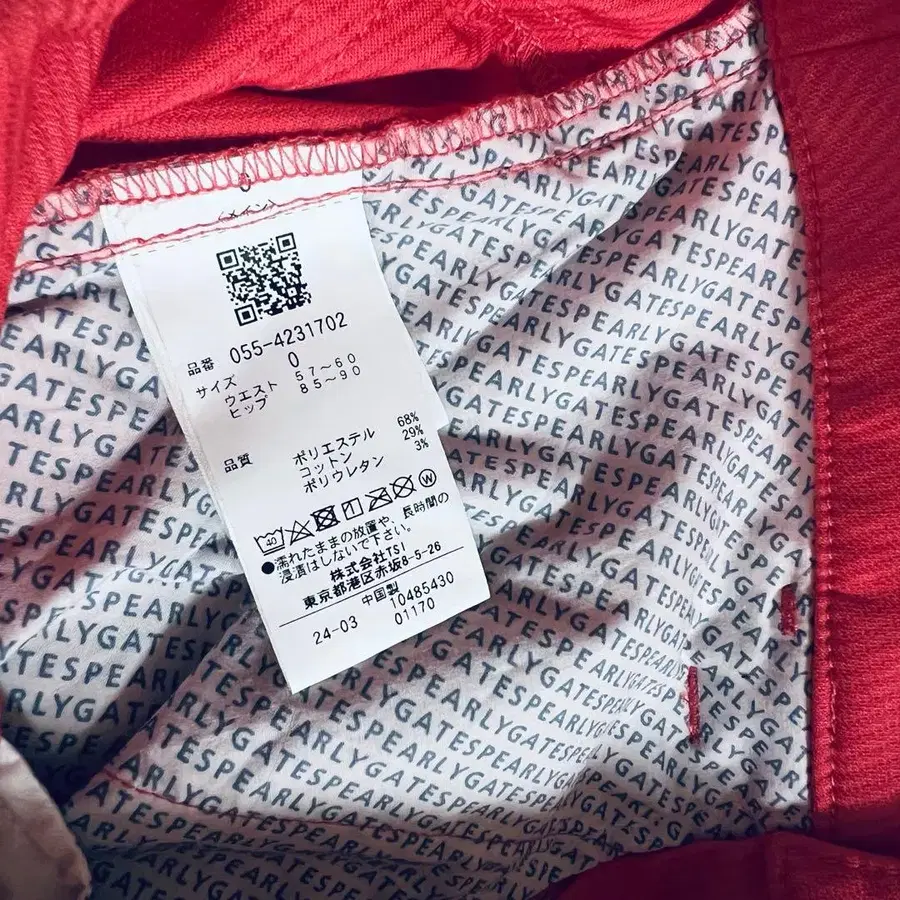 (メイン)
品番 055-4231702
サイズ 0
ウエスト 57～60
ヒップ 85～90
品質 ポリエステル 68%
コットン 29%
ポリウレタン 3%
40
W
●濡れたままの放置や、長時間の
浸漬はしないで下さい。
株式会社TSI
東京都港区赤坂8-5-26
中国製 10485430
24-03 01170
PEARLYGATESPEARLYGATESPEARLYGATES